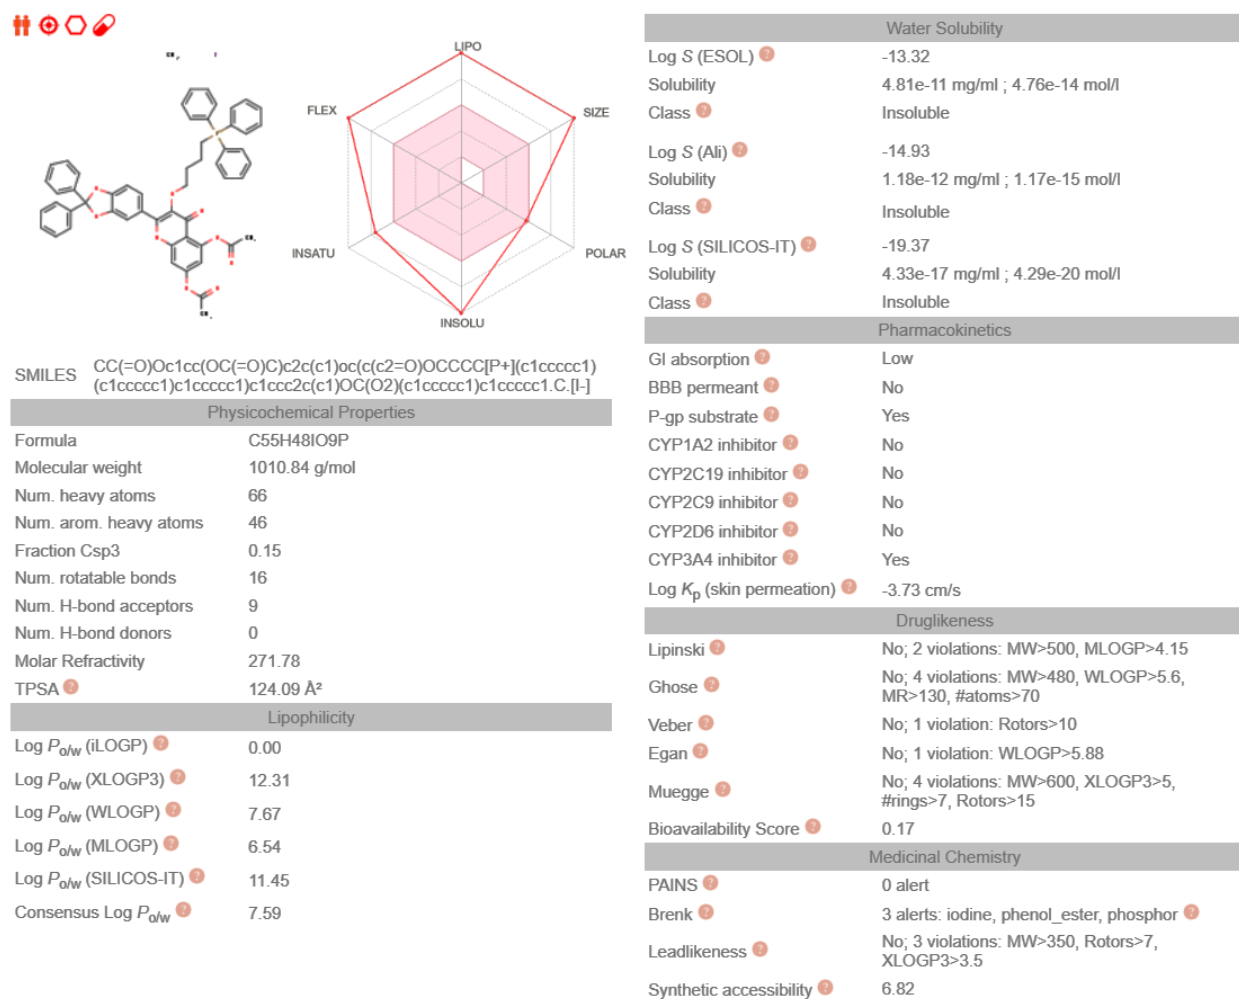 LIPO
FLEX
SIZE
INSATU
POLAR
INSOLU
SMILES CC(=O)Oc1cc(OC(=O)C)c2c(c1)oc(c(c2=O)OCCCC[P+](c1ccccc1)
(c1ccccc1)c1ccccc1)c1ccc2c(c1)OC(O2)(c1ccccc1)c1ccccc1.C.[I-]
Physicochemical Properties
Formula C55H48IO9P
Molecular weight 1010.84 g/mol
Num. heavy atoms 66
Num. arom. heavy atoms 46
Fraction Csp3 0.15
Num. rotatable bonds 16
Num. H-bond acceptors 9
Num. H-bond donors 0
Molar Refractivity 271.78
TPSA ? 124.09 Å²
Lipophilicity
Log Po/w (iLOGP) ? 0.00
Log Po/w (XLOGP3) ? 12.31
Log Po/w (WLOGP) ? 7.67
Log Po/w (MLOGP) ? 6.54
Log Po/w (SILICOS-IT) ? 11.45
Consensus Log Po/w ? 7.59
Water Solubility
Log S (ESOL) ? -13.32
Solubility 4.81e-11 mg/ml ; 4.76e-14 mol/l
Class ? Insoluble
Log S (Ali) ? -14.93
Solubility 1.18e-12 mg/ml ; 1.17e-15 mol/l
Class ? Insoluble
Log S (SILICOS-IT) ? -19.37
Solubility 4.33e-17 mg/ml ; 4.29e-20 mol/l
Class ? Insoluble
Pharmacokinetics
GI absorption ? Low
BBB permeant ? No
P-gp substrate ? Yes
CYP1A2 inhibitor ? No
CYP2C19 inhibitor ? No
CYP2C9 inhibitor ? No
CYP2D6 inhibitor ? No
CYP3A4 inhibitor ? Yes
Log Kp (skin permeation) ? -3.73 cm/s
Druglikeness
Lipinski ? No; 2 violations: MW>500, MLOGP>4.15
Ghose ? No; 4 violations: MW>480, WLOGP>5.6,
MR>130, #atoms>70
Veber ? No; 1 violation: Rotors>10
Egan ? No; 1 violation: WLOGP>5.88
Muegge ? No; 4 violations: MW>600, XLOGP3>5,
#rings>7, Rotors>15
Bioavailability Score ? 0.17
Medicinal Chemistry
PAINS ? 0 alert
Brenk ? 3 alerts: iodine, phenol_ester, phosphor ?
Leadlikeness ? No; 3 violations: MW>350, Rotors>7,
XLOGP3>3.5
Synthetic accessibility ? 6.82